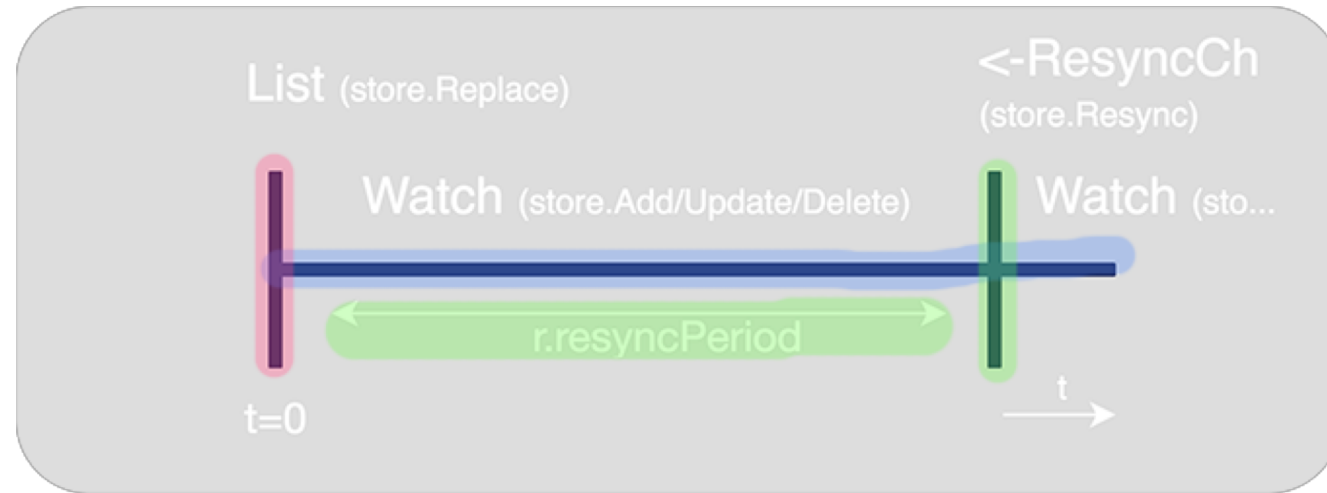 <-ResyncCh
List (store.Replace)
(store.Resync)
Watch (store.Add/Update/Delete)
Watch (sto...
r.resyncPeriod
t
t=0